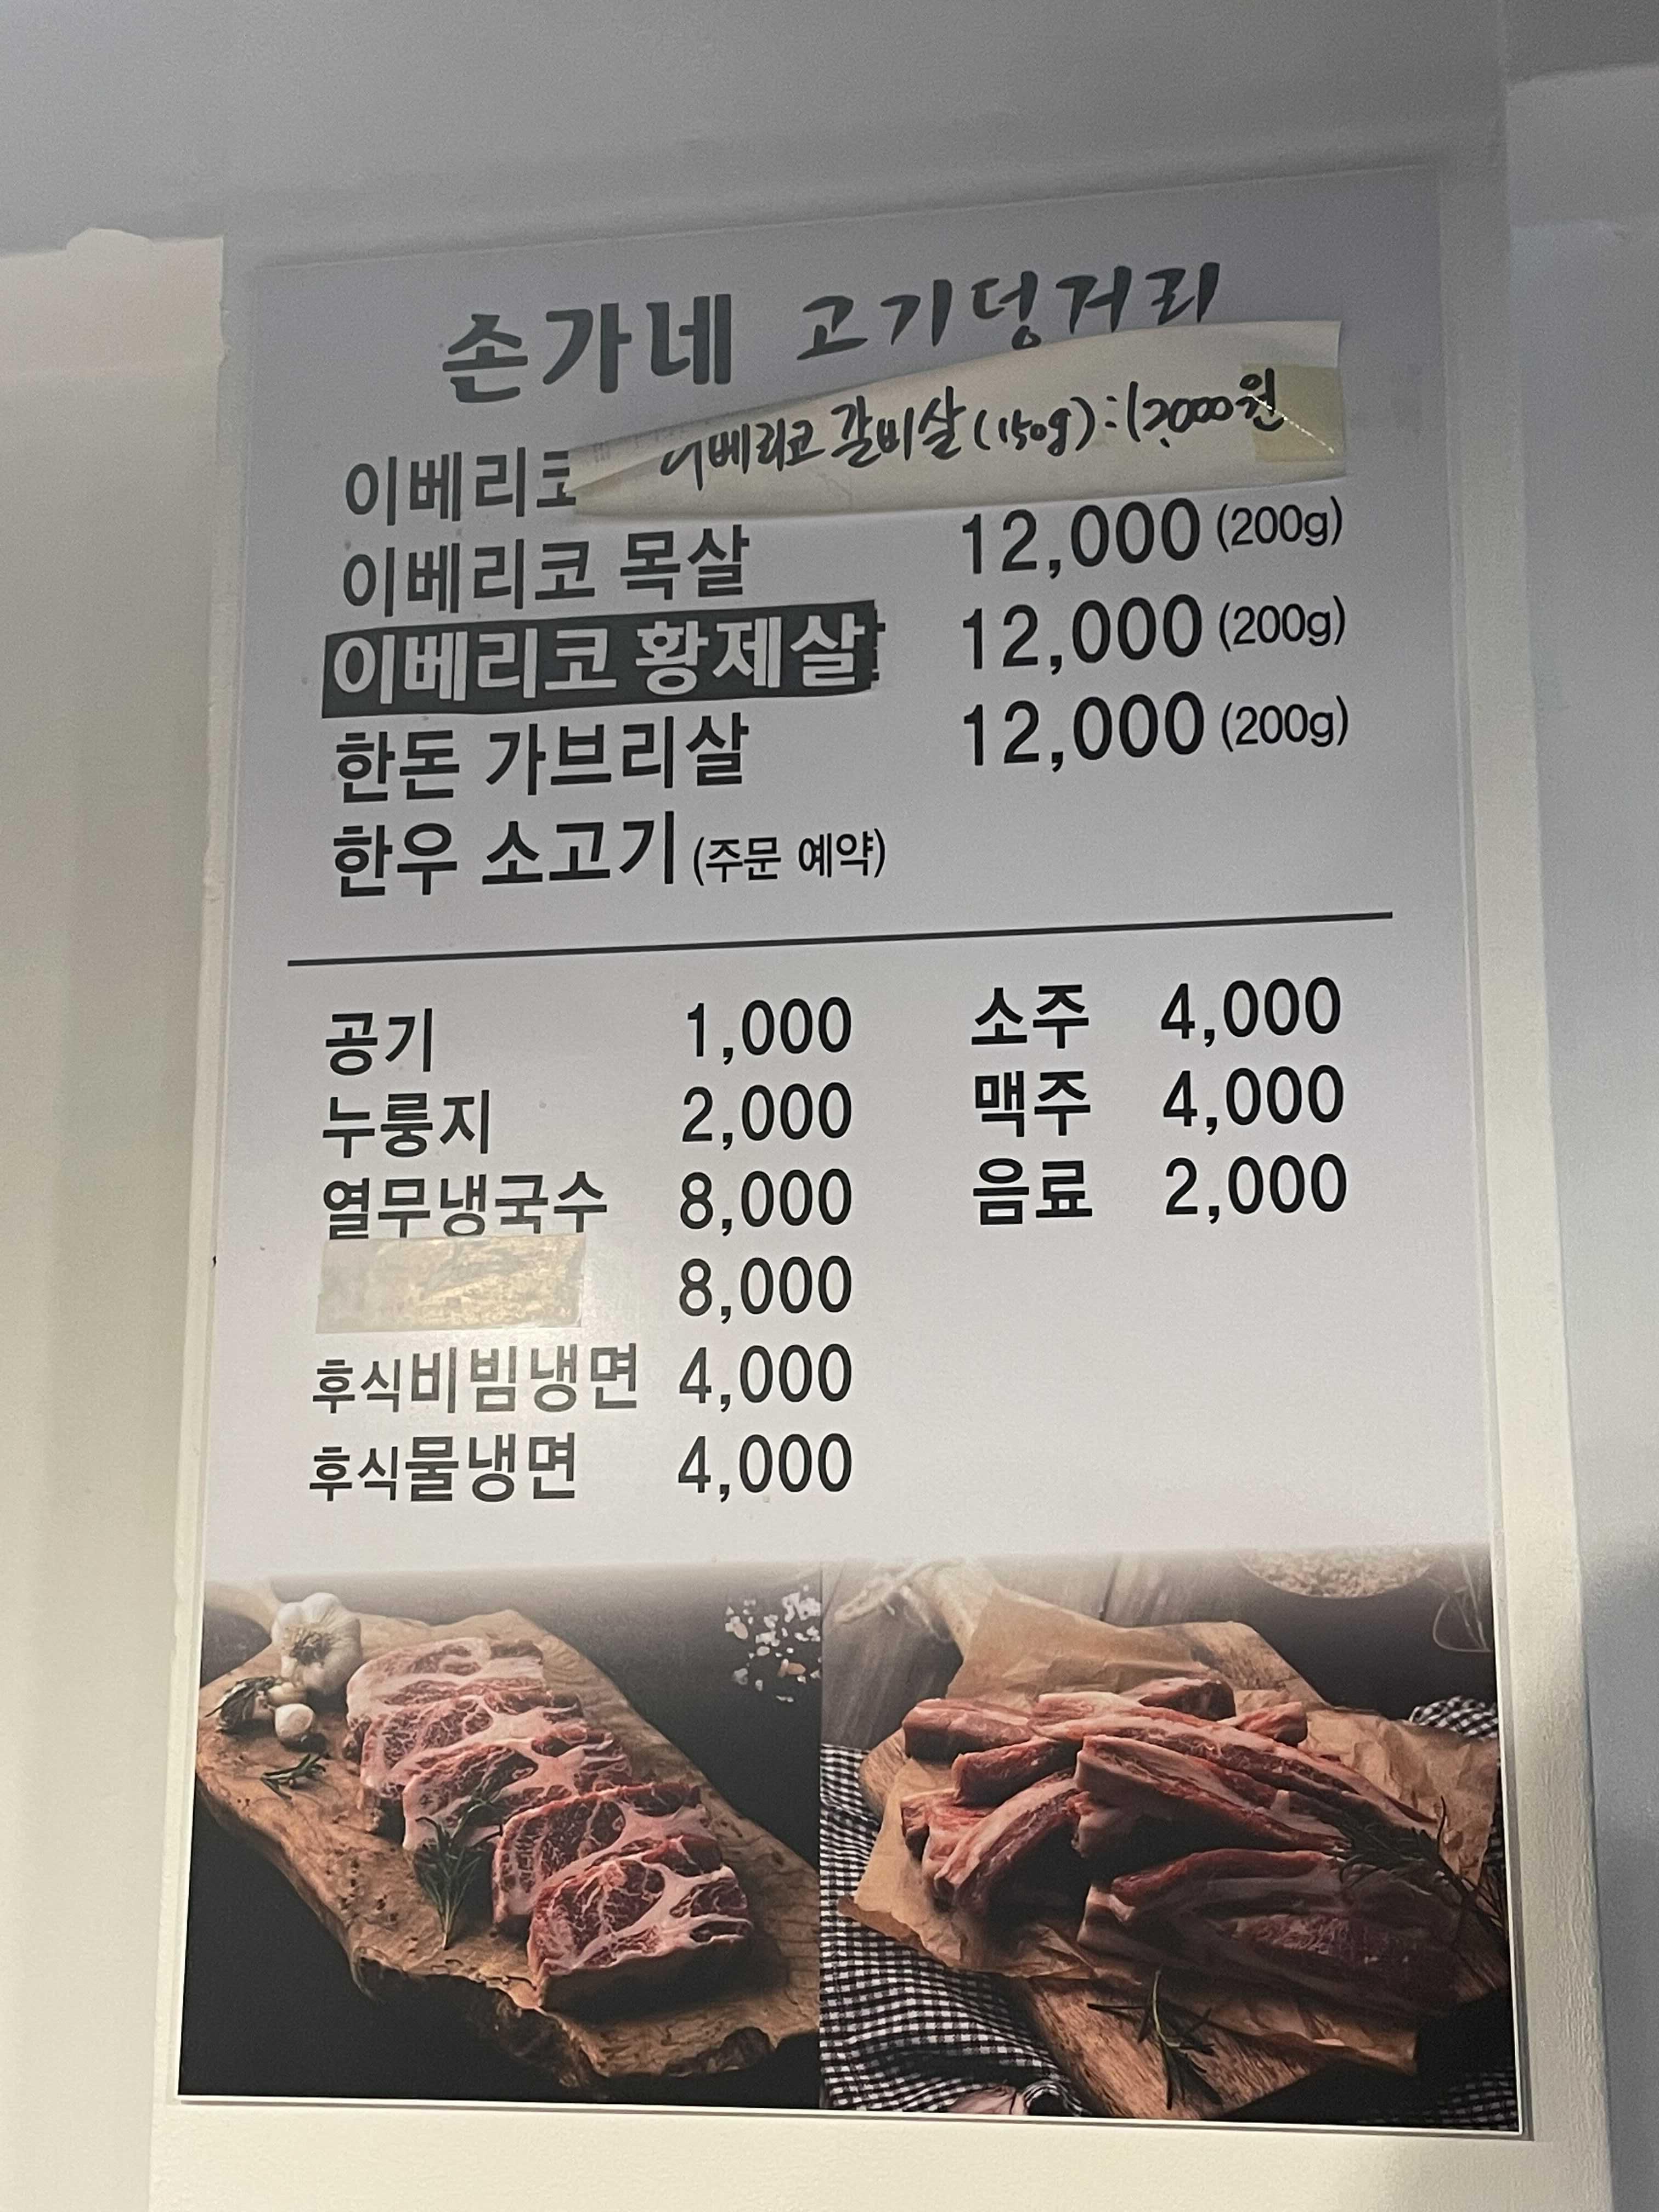 손가네 고기덩거리
이베리코 갈비살(150g):12,000원
이베리코
이베리코 목살 12,000 (200g)
이베리코 황제살 12,000 (200g)
한돈 가브리살 12,000 (200g)
한우 소고기 (주문 예약)
공기 1,000
누룽지 2,000
열무냉국수 8,000
8,000
후식비빔냉면 4,000
후식물냉면 4,000
소주 4,000
맥주 4,000
음료 2,000